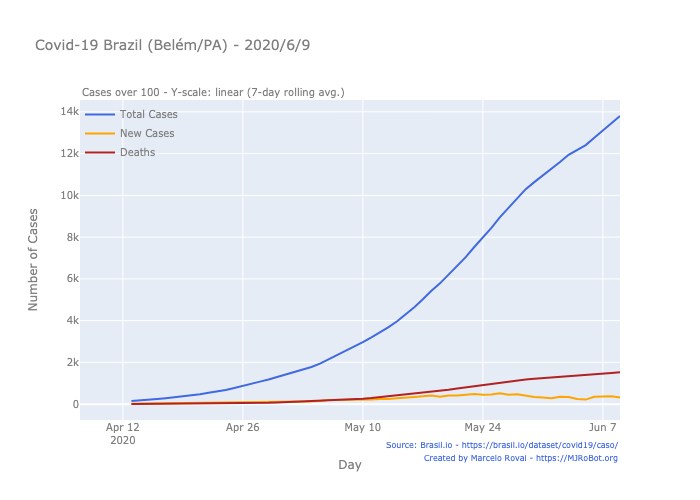 Covid-19 Brazil (Belém/PA) - 2020/6/9
Cases over 100 - Y-scale: linear (7-day rolling avg.)
Total Cases
New Cases
Deaths
14k
12k
10k
8k
6k
4k
2k
0
Number of Cases
Apr 12
2020
Apr 26
May 10
May 24
Jun 7
Day
Source: Brasil.io - https://brasil.io/dataset/covid19/caso/
Created by Marcelo Rovai - https://MJRoBot.org